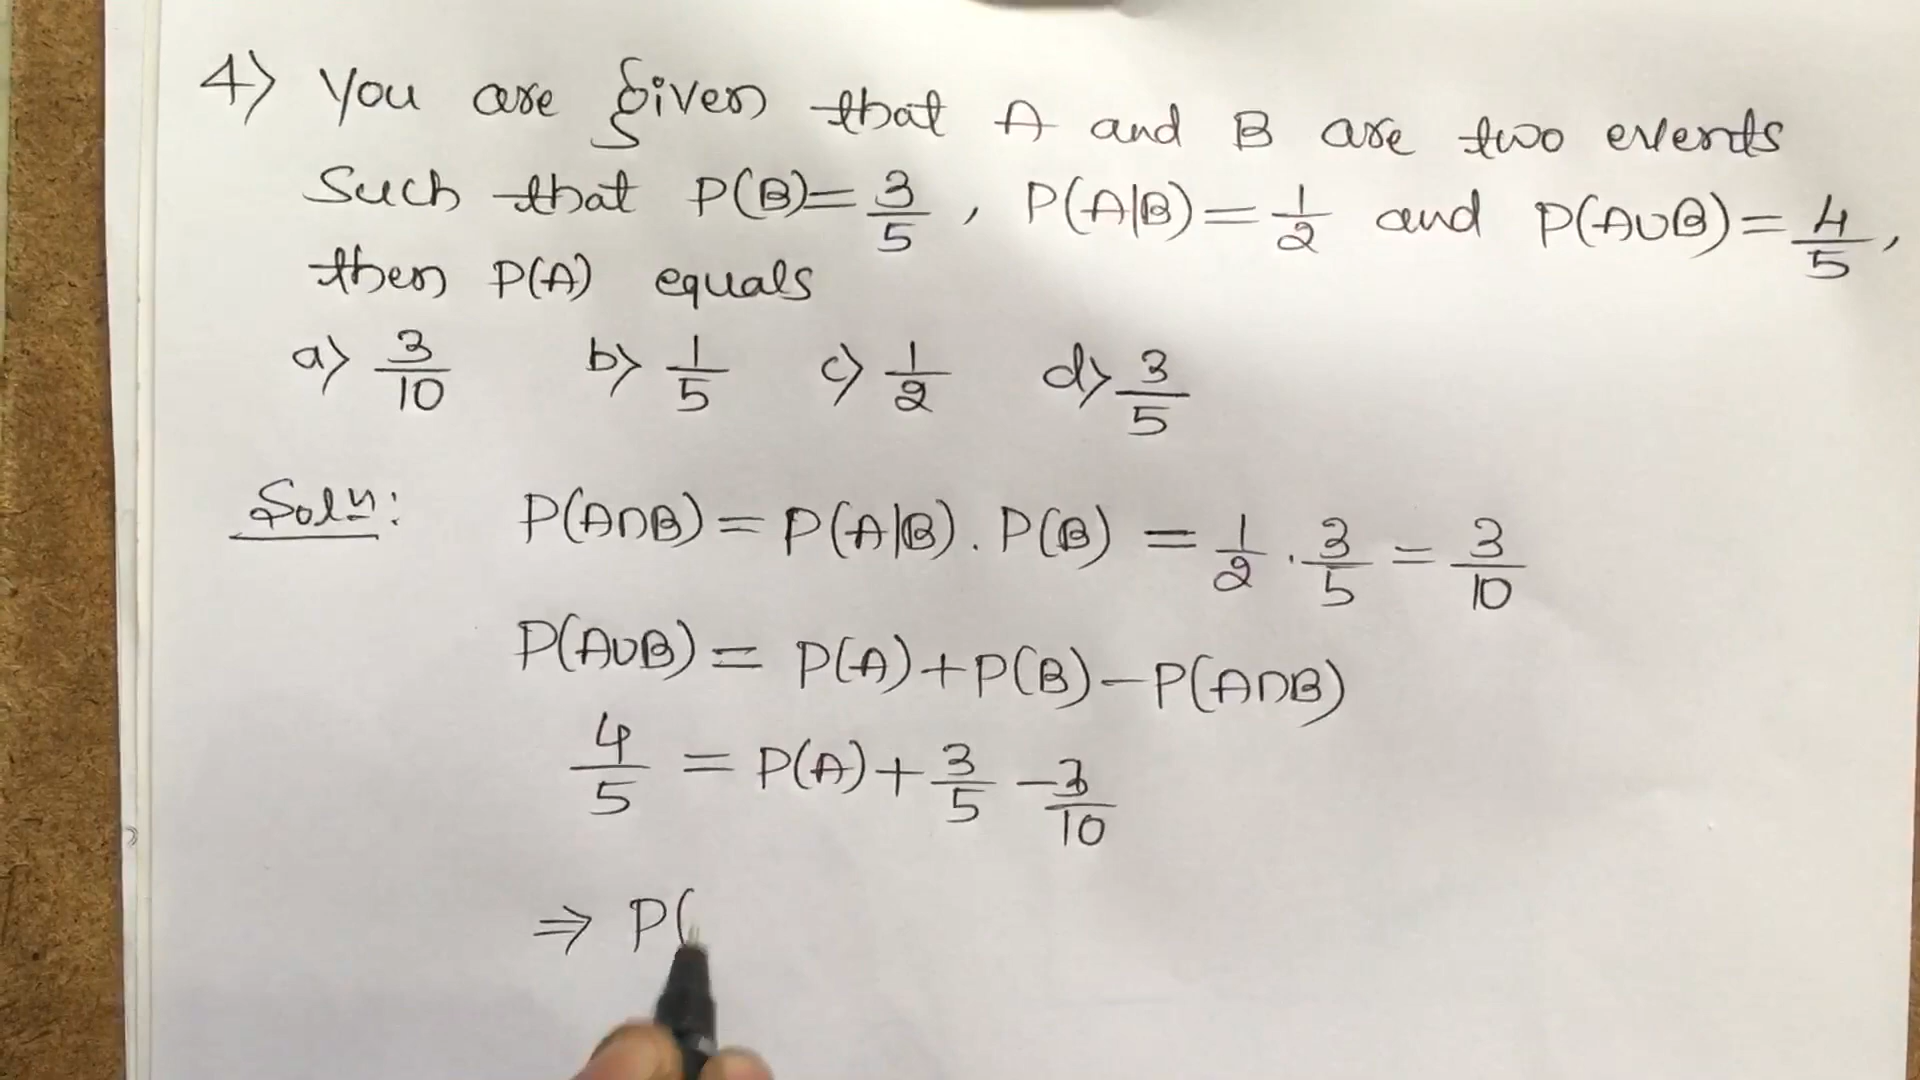 4) You are given that A and B are two events
Such that P(B)=3/5, P(A|B)=1/2 and P(A∪B)=4/5,
then P(A) equals
a) 3/10 b) 1/5 c) 1/2 d) 3/5
Soln: P(A∩B)=P(A|B).P(B)=1/2.3/5=3/10
P(A∪B)=P(A)+P(B)-P(A∩B)
4/5=P(A)+3/5-3/10
⇒ P(